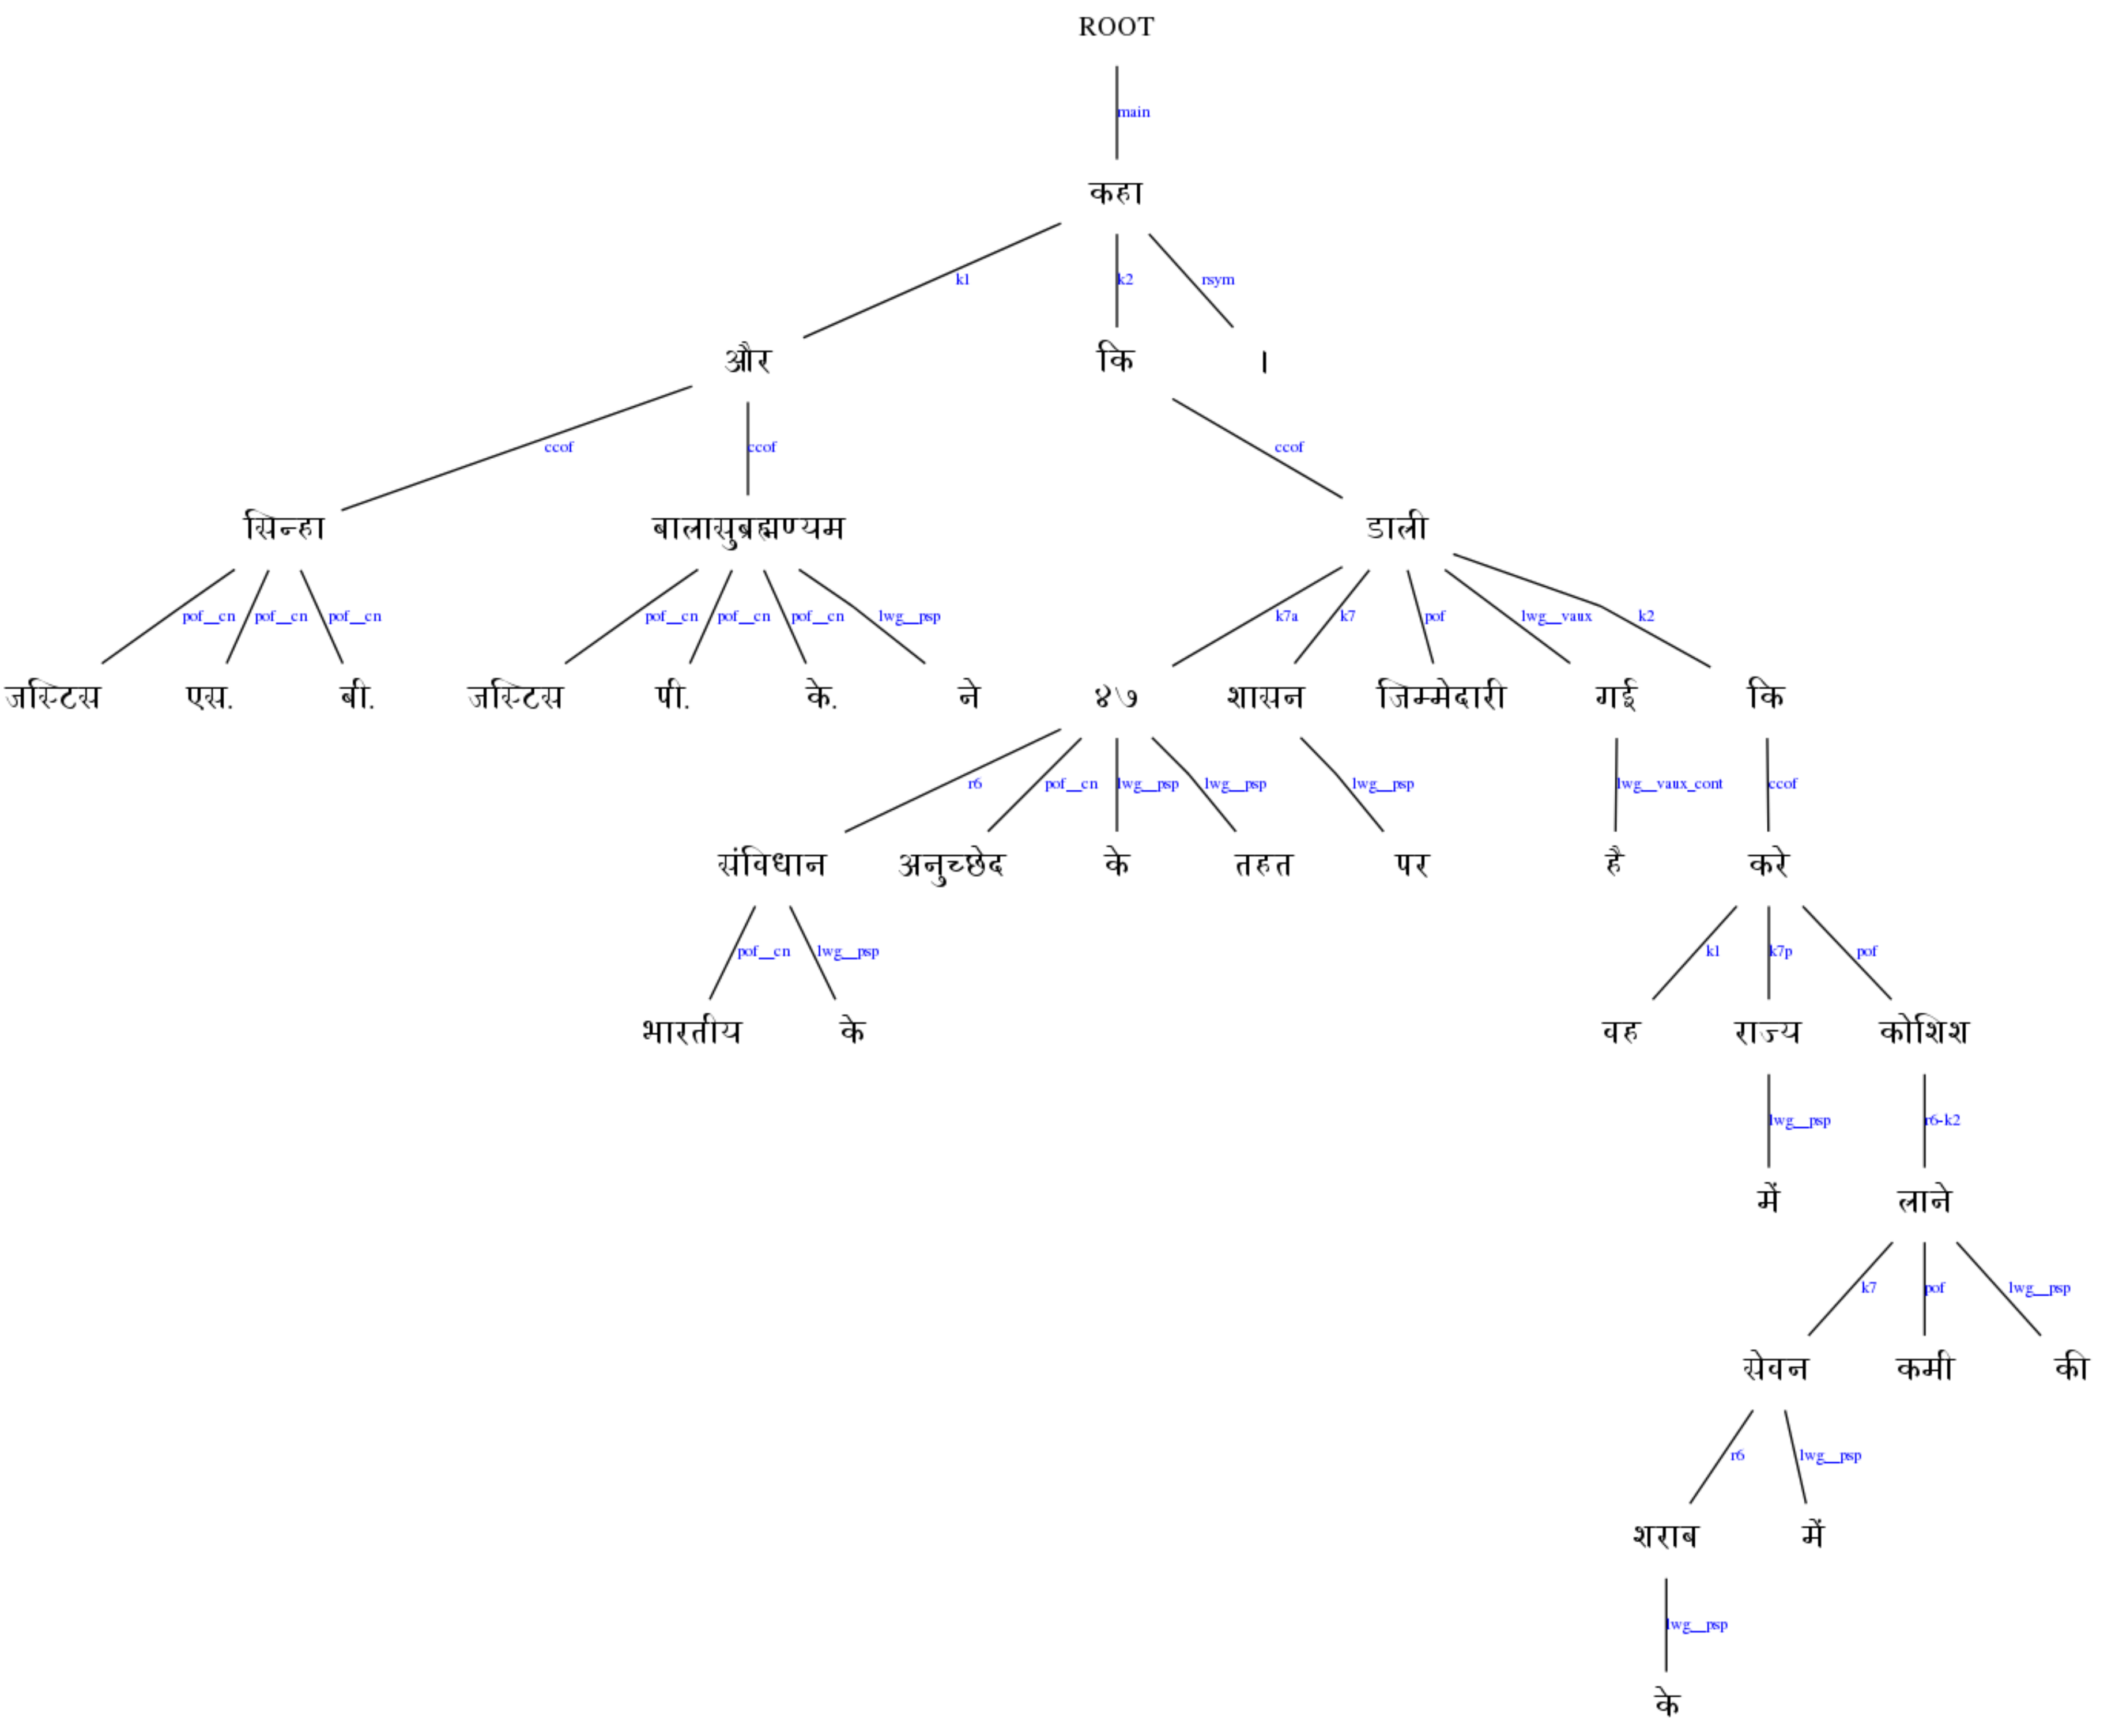 ROOT
main
कहा
k1 k2 rsym
और कि ।
ccof ccof ccof
सिन्हा बालासुब्रह्मण्यम डाली
pof__cn pof__cn pof__cn pof__cn pof__cn pof__cn lwg__psp k7a k7 pof lwg__vaux k2
जस्टिस एस. बी. जस्टिस पी. के. ने ४७ शासन जिम्मेदारी गई कि
r6 pof__cn lwg__psp lwg__psp lwg__psp lwg__vaux_cont ccof
संविधान अनुच्छेद के तहत पर है करे
pof__cn lwg__psp k1 k7p pof
भारतीय के वह राज्य कोशिश
lwg__psp r6-k2
में लाने
k7 pof lwg__psp
सेवन कमी की
r6 lwg__psp
शराब में
lwg__psp
के